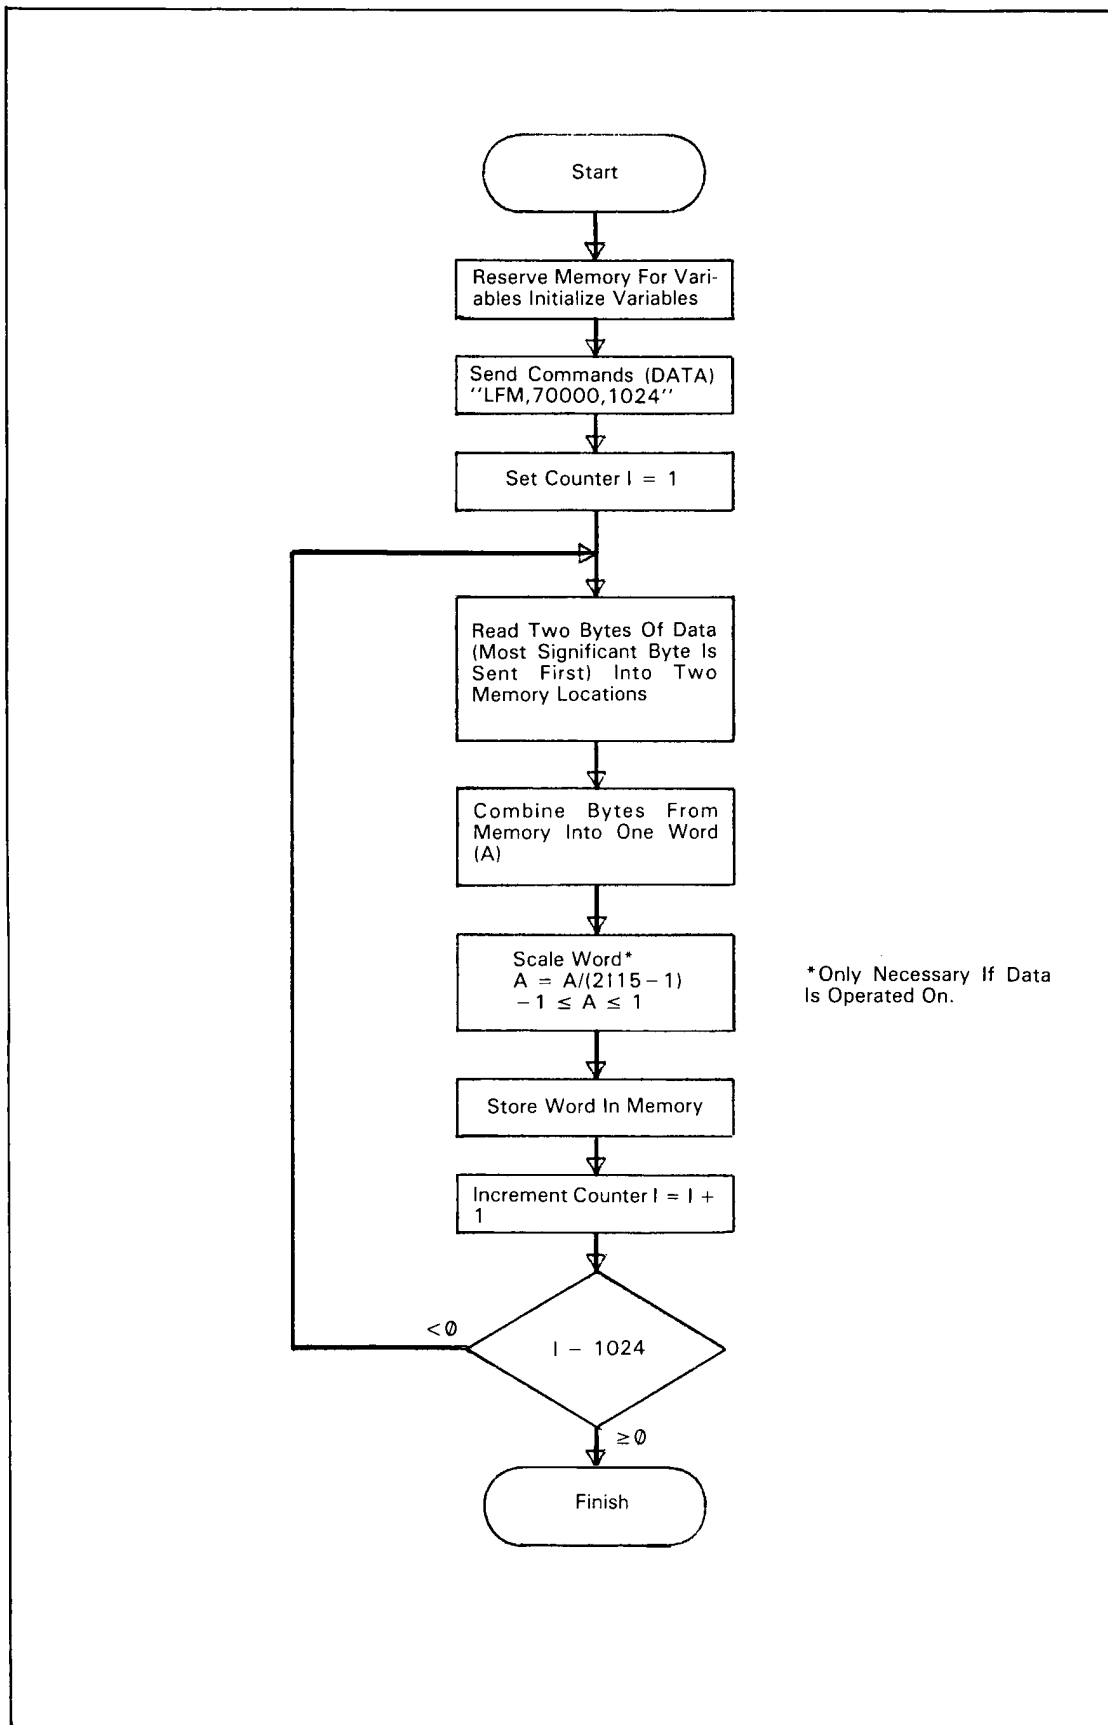 Start
Reserve Memory For Vari-
ables Initialize Variables
Send Commands (DATA)
"LFM,70000,1024"
Set Counter I = 1
Read Two Bytes Of Data
(Most Significant Byte Is
Sent First) Into Two
Memory Locations
Combine Bytes From
Memory Into One Word
(A)
Scale Word*
A = A/(2115-1)
-1 ≤ A ≤ 1
*Only Necessary If Data
Is Operated On.
Store Word In Memory
Increment Counter I = I +
1
<0
I - 1024
≥0
Finish